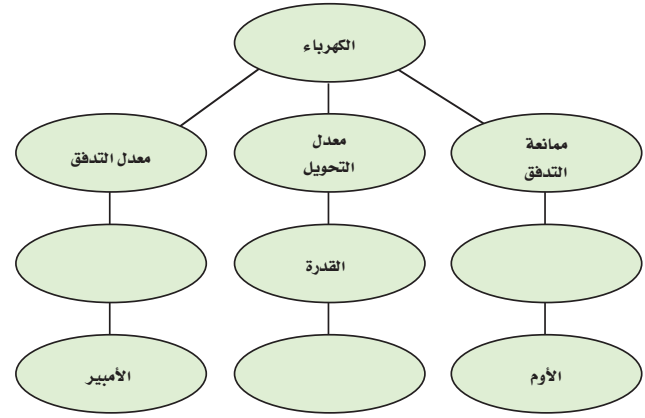 الكهرباء
ممانعة
التدفق
معدل
التحويل
معدل التدفق
القدرة
الأوم
الأمبير